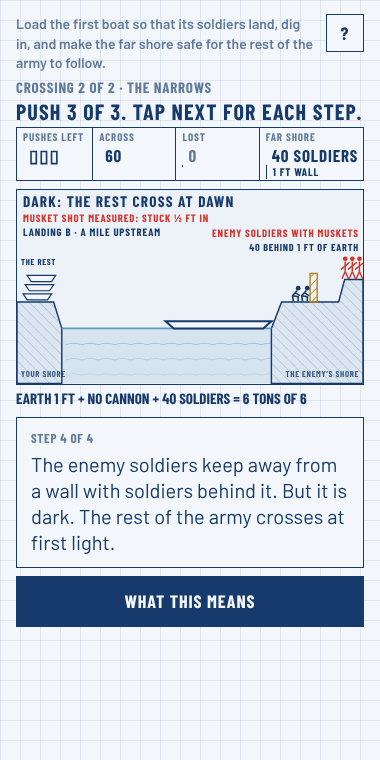 Load the first boat so that its soldiers land, dig
in, and make the far shore safe for the rest of the
army to follow.
?
CROSSING 2 OF 2 · THE NARROWS
PUSH 3 OF 3. TAP NEXT FOR EACH STEP.
PUSHES LEFT
▯▯▯
ACROSS
60
LOST
0
FAR SHORE
40 SOLDIERS
1 FT WALL
DARK: THE REST CROSS AT DAWN
MUSKET SHOT MEASURED: STUCK ½ FT IN
LANDING B · A MILE UPSTREAM
ENEMY SOLDIERS WITH MUSKETS
40 BEHIND 1 FT OF EARTH
THE REST
YOUR SHORE
THE ENEMY'S SHORE
EARTH 1 FT + NO CANNON + 40 SOLDIERS = 6 TONS OF 6
STEP 4 OF 4
The enemy soldiers keep away from
a wall with soldiers behind it. But it is
dark. The rest of the army crosses at
first light.
WHAT THIS MEANS